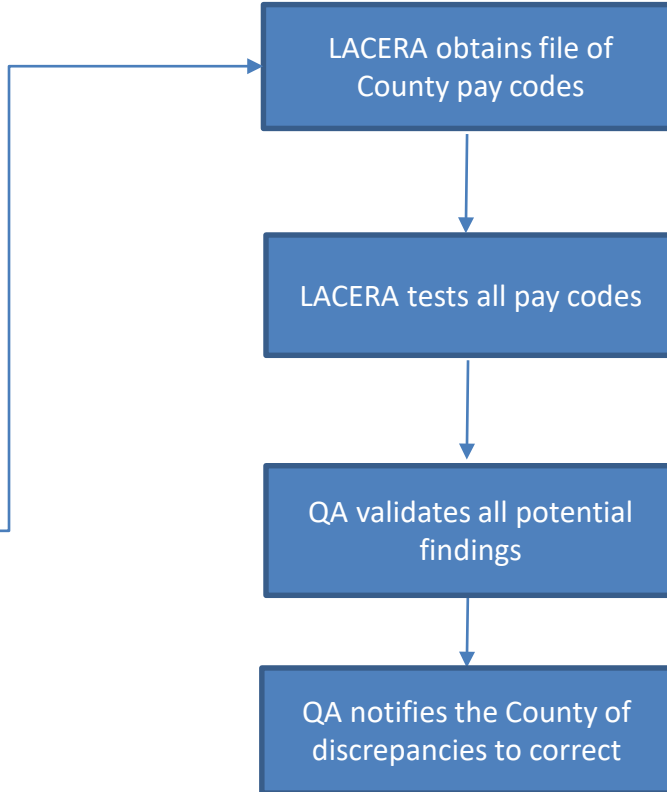 LACERA obtains file of
County pay codes
LACERA tests all pay codes
QA validates all potential
findings
QA notifies the County of
discrepancies to correct